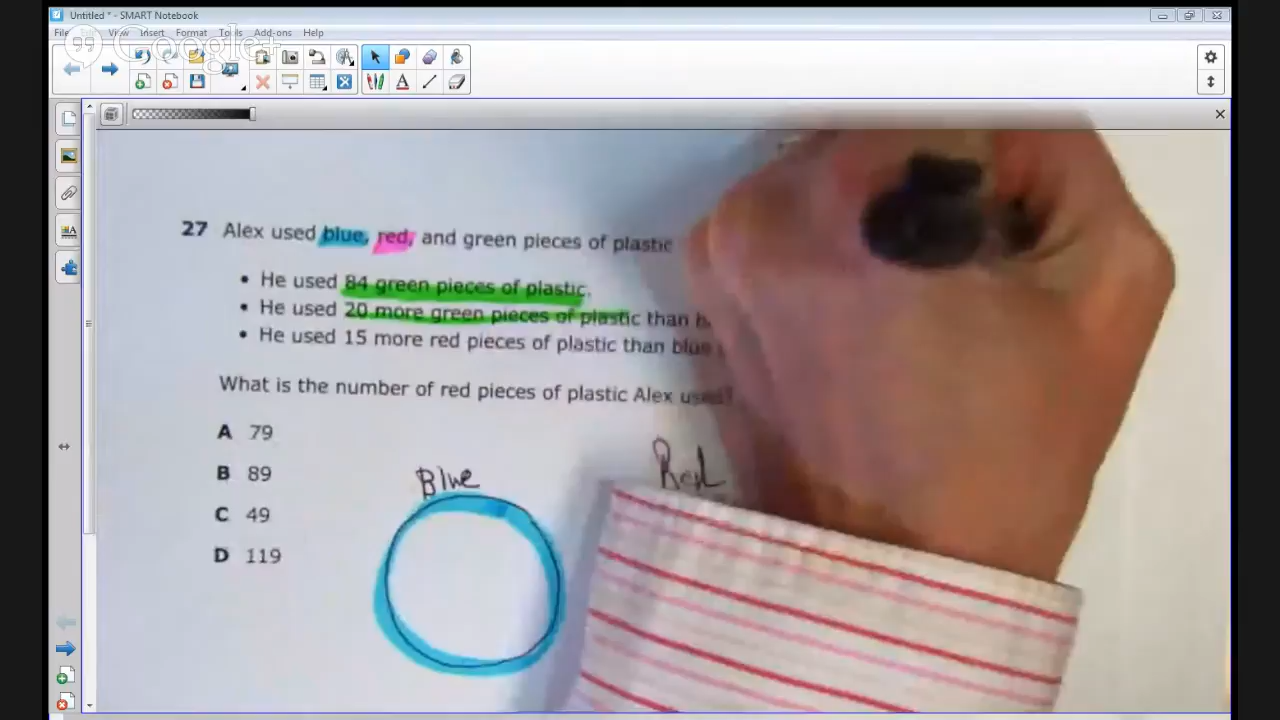 Untitled * - SMART Notebook
File View Insert Format Tools Add-ons Help
Google+
27 Alex used blue, red, and green pieces of plastic
• He used 84 green pieces of plastic.
• He used 20 more green pieces of plastic than
• He used 15 more red pieces of plastic than blue
What is the number of red pieces of plastic Alex used?
A 79
B 89
C 49
D 119
Blue
Red